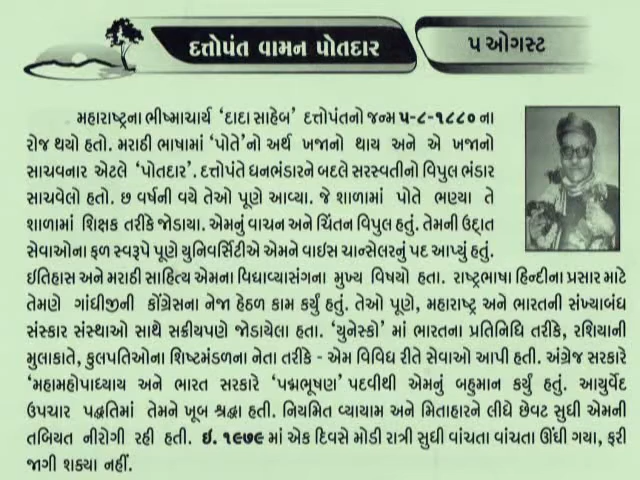 દત્તોપંત વામન પોતદાર
૫ ઓગસ્ટ
મહારાષ્ટ્રના ભીષ્માચાર્ય ‘દાદા સાહેબ’ દત્તોપંતનો જન્મ ૫-૮-૧૮૮૦ ના
રોજ થયો હતો. મરાઠી ભાષામાં ‘પોતે’નો અર્થ ખજાનો થાય અને એ ખજાનો
સાચવનાર એટલે ‘પોતદાર’. દત્તોપંતે ધનભંડારને બદલે સરસ્વતીનો વિપુલ ભંડાર
સાચવેલો હતો. છ વર્ષની વયે તેઓ પૂણે આવ્યા. જે શાળામાં પોતે ભણ્યા તે
શાળામાં શિક્ષક તરીકે જોડાયા. એમનું વાચન અને ચિંતન વિપુલ હતું. તેમની ઉદ્દાત
સેવાઓના ફળ સ્વરૂપે પૂણે યુનિવર્સિટીએ એમને વાઈસ ચાન્સેલરનું પદ આપ્યું હતું.
ઈતિહાસ અને મરાઠી સાહિત્ય એમના વિદ્યાવ્યાસંગના મુખ્ય વિષયો હતા. રાષ્ટ્રભાષા હિન્દીના પ્રસાર માટે
તેમણે ગાંધીજીની કોંગ્રેસના નેજા હેઠળ કામ કર્યું હતું. તેઓ પૂણે, મહારાષ્ટ્ર અને ભારતની સંખ્યાબંધ
સંસ્કાર સંસ્થાઓ સાથે સક્રીયપણે જોડાયેલા હતા. ‘યુનેસ્કો’ માં ભારતના પ્રતિનિધિ તરીકે, રશિયાની
મુલાકાતે, કુલપતિઓના શિષ્ટમંડળના નેતા તરીકે - એમ વિવિધ રીતે સેવાઓ આપી હતી. અંગ્રેજ સરકારે
‘મહામહોપાધ્યાય અને ભારત સરકારે ‘પદ્મભૂષણ’ પદવીથી એમનું બહુમાન કર્યું હતું. આયુર્વેદ
ઉપચાર પદ્ધતિમાં તેમને ખૂબ શ્રદ્ધા હતી. નિયમિત વ્યાયામ અને મિતાહારને લીધે છેવટ સુધી એમની
તબિયત નીરોગી રહી હતી. ઇ. ૧૯૭૯ માં એક દિવસે મોડી રાત્રી સુધી વાંચતા વાંચતા ઊંઘી ગયા, ફરી
જાગી શક્યા નહીં.